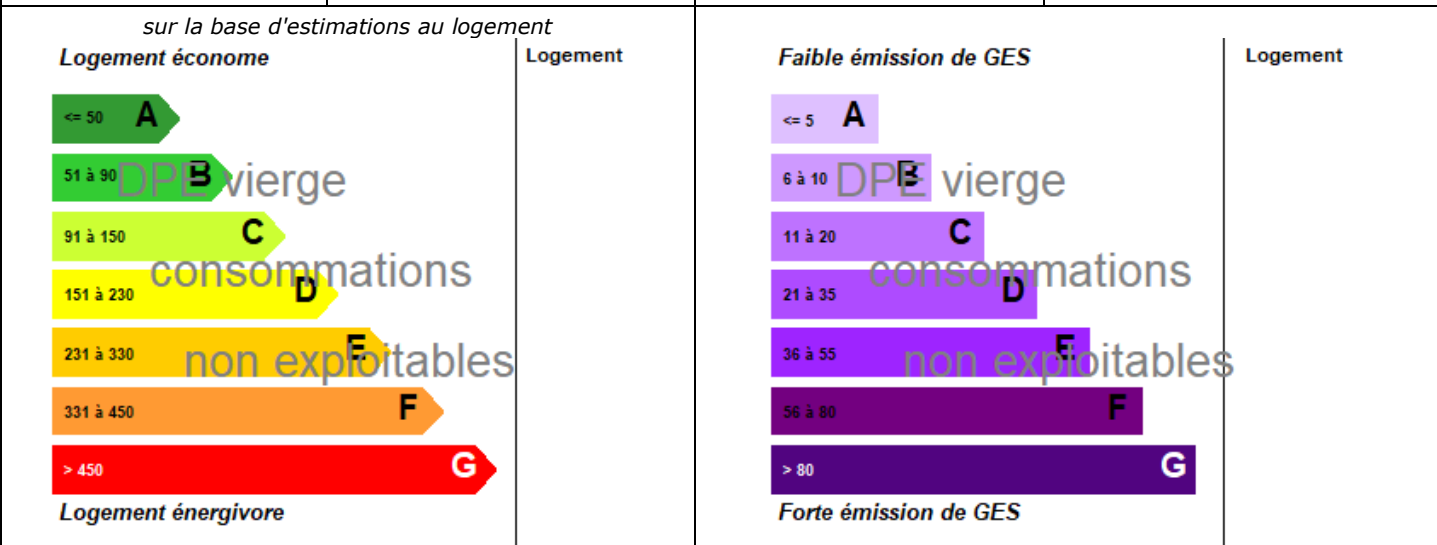 sur la base d'estimations au logement
Logement économe
Logement
<= 50 A
51 à 90 B
91 à 150 C
151 à 230 D
231 à 330 E
331 à 450 F
> 450 G
DPE vierge
consommations
non exploitables
Logement énergivore
Faible émission de GES
Logement
<= 5 A
6 à 10 B
11 à 20 C
21 à 35 D
36 à 55 E
56 à 80 F
> 80 G
DPE vierge
consommations
non exploitables
Forte émission de GES